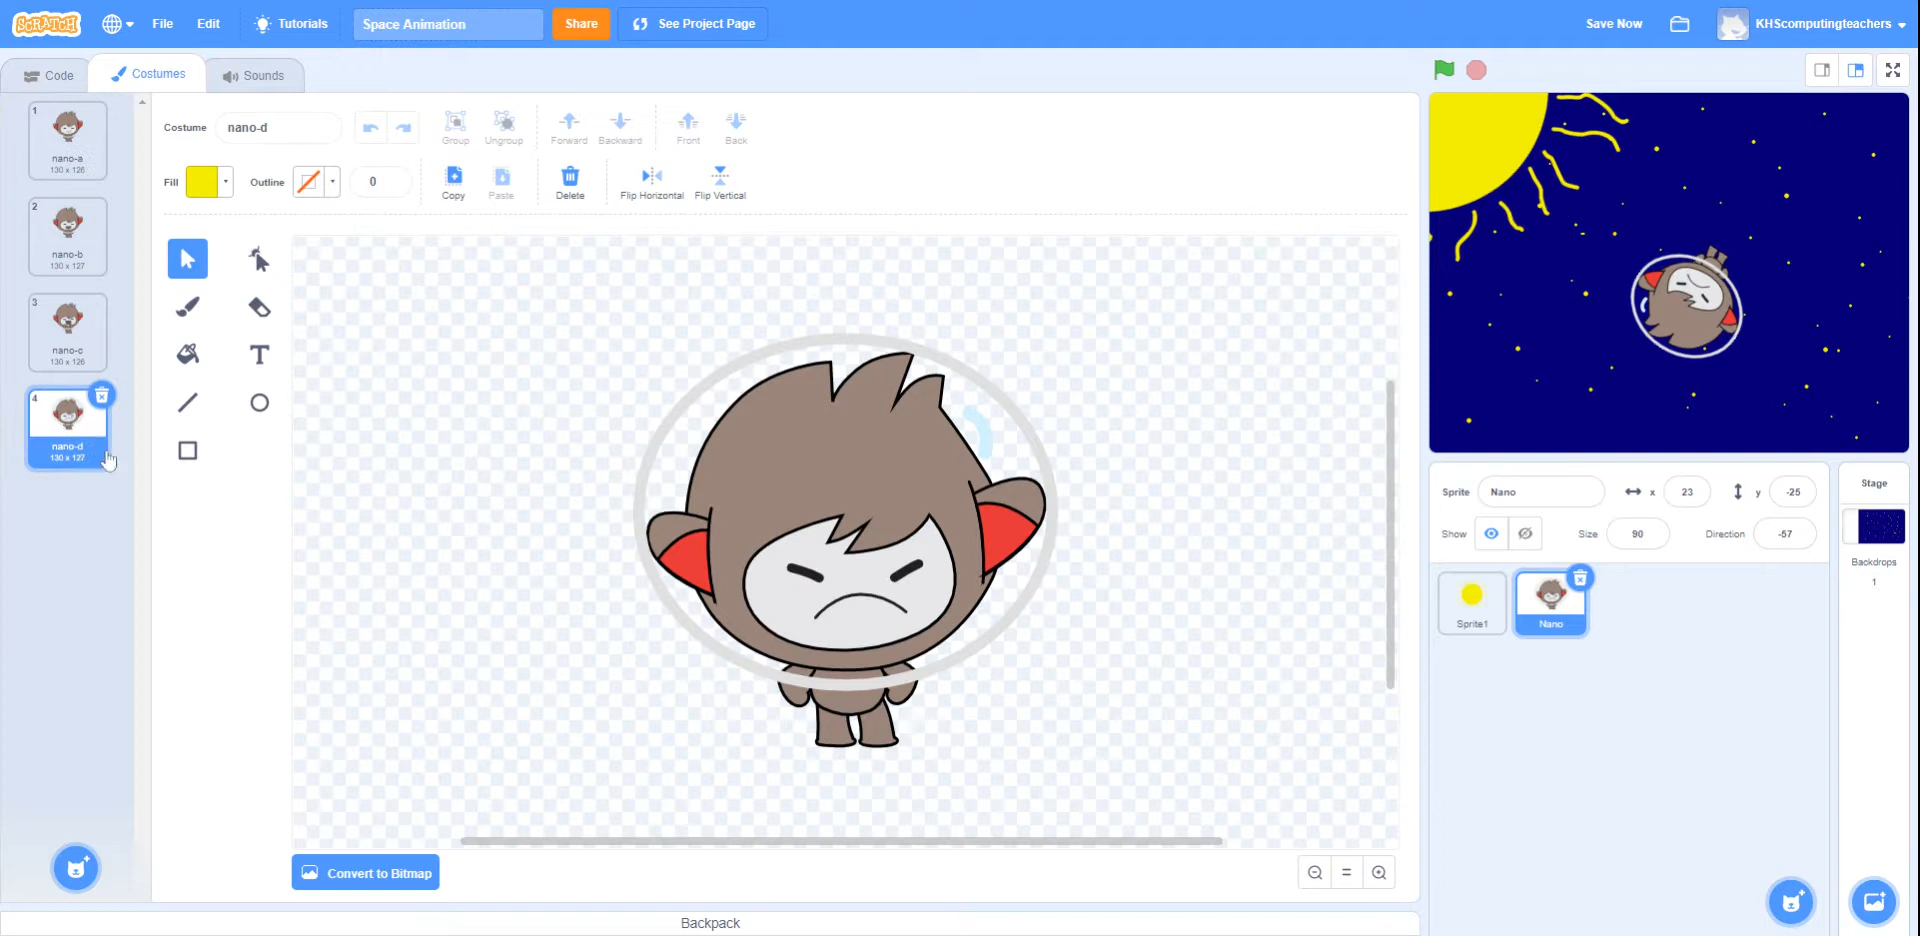 SCRATCH File Edit Tutorials Space Animation Share See Project Page Save Now KHScomputingteachers
Code Costumes Sounds
1
nano-a
130 x 126
2
nano-b
130 x 127
3
nano-c
130 x 126
4
nano-d
130 x 127
Costume nano-d Group Ungroup Forward Backward Front Back
Fill Outline 0 Copy Paste Delete Flip Horizontal Flip Vertical
T
Convert to Bitmap
=
Backpack
Sprite Nano x 23 y -25
Show Size 90 Direction -57
Sprite1
Nano
Stage
Backdrops
1